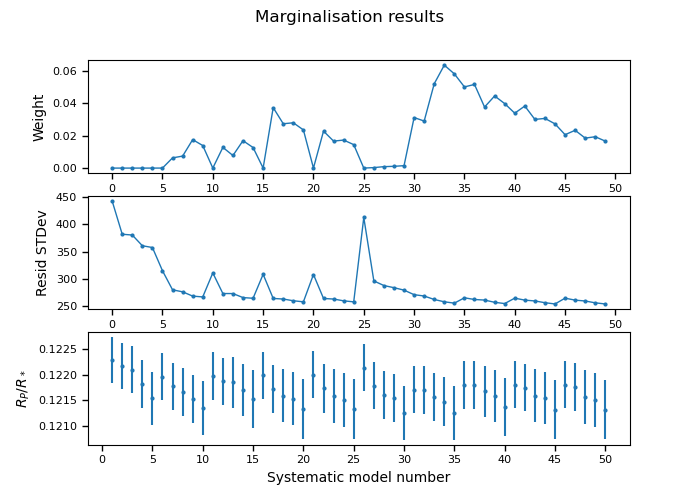 Marginalisation results
Weight
0.06
0.04
0.02
0.00
0 5 10 15 20 25 30 35 40 45 50
Resid STDev
450
400
350
300
250
0 5 10 15 20 25 30 35 40 45 50
R_P/R_*
0.1225
0.1220
0.1215
0.1210
0 5 10 15 20 25 30 35 40 45 50
Systematic model number